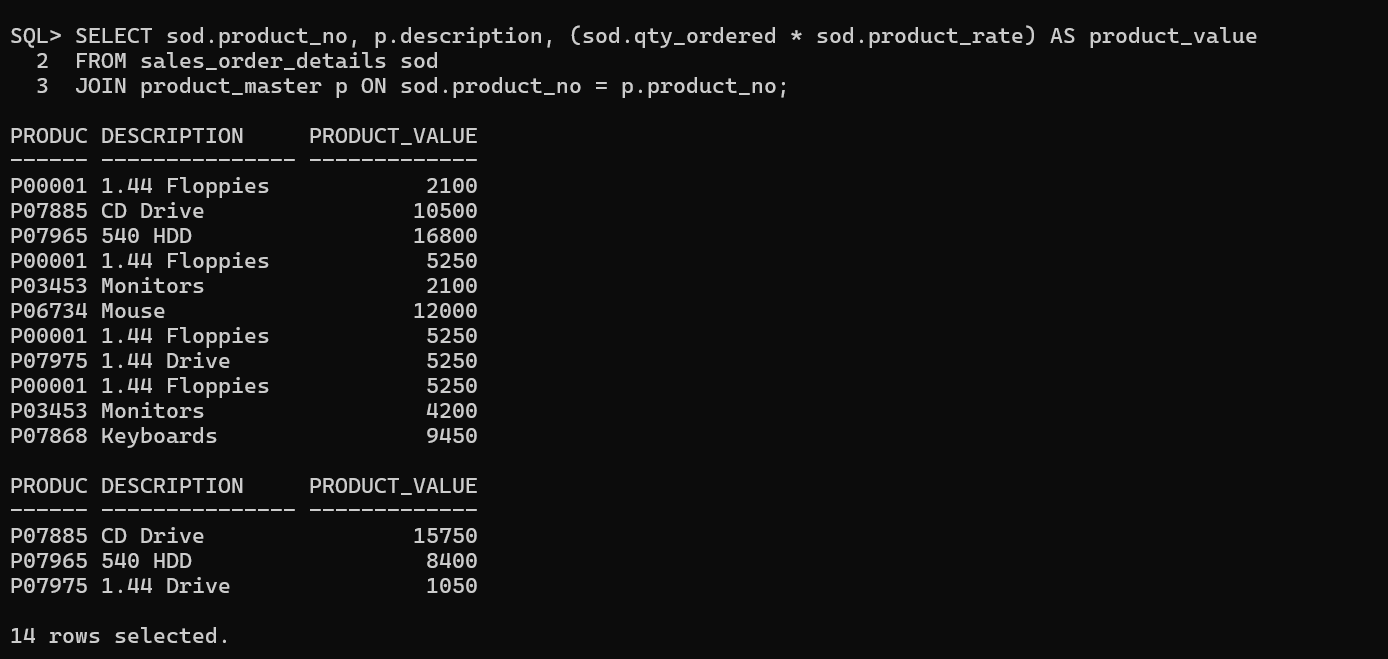 SQL> SELECT sod.product_no, p.description, (sod.qty_ordered * sod.product_rate) AS product_value
  2  FROM sales_order_details sod
  3  JOIN product_master p ON sod.product_no = p.product_no;

PRODUC DESCRIPTION     PRODUCT_VALUE
------ --------------- -------------
P00001 1.44 Floppies            2100
P07885 CD Drive                10500
P07965 540 HDD                 16800
P00001 1.44 Floppies            5250
P03453 Monitors                 2100
P06734 Mouse                   12000
P00001 1.44 Floppies            5250
P07975 1.44 Drive               5250
P00001 1.44 Floppies            5250
P03453 Monitors                 4200
P07868 Keyboards                9450

PRODUC DESCRIPTION     PRODUCT_VALUE
------ --------------- -------------
P07885 CD Drive                15750
P07965 540 HDD                  8400
P07975 1.44 Drive               1050

14 rows selected.